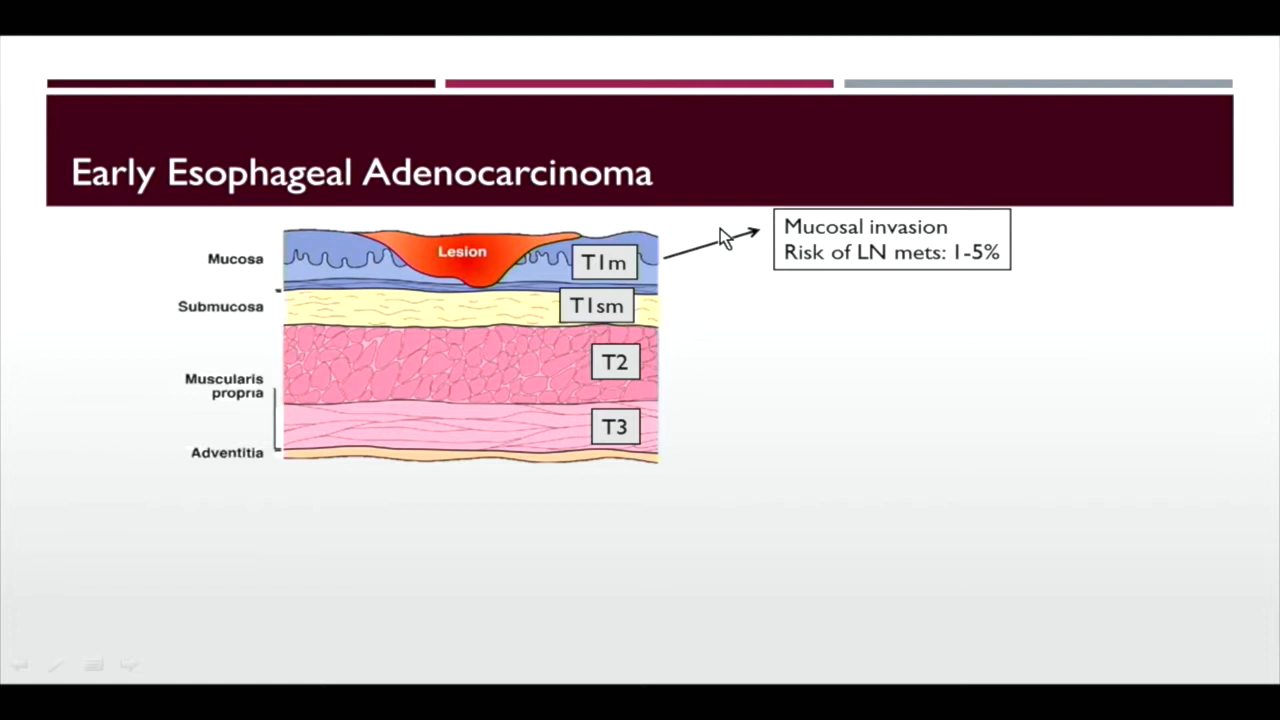 Early Esophageal Adenocarcinoma
Mucosal invasion
Risk of LN mets: 1-5%
Mucosa
Lesion
T1m
Submucosa
T1sm
T2
Muscularis
propria
T3
Adventitia